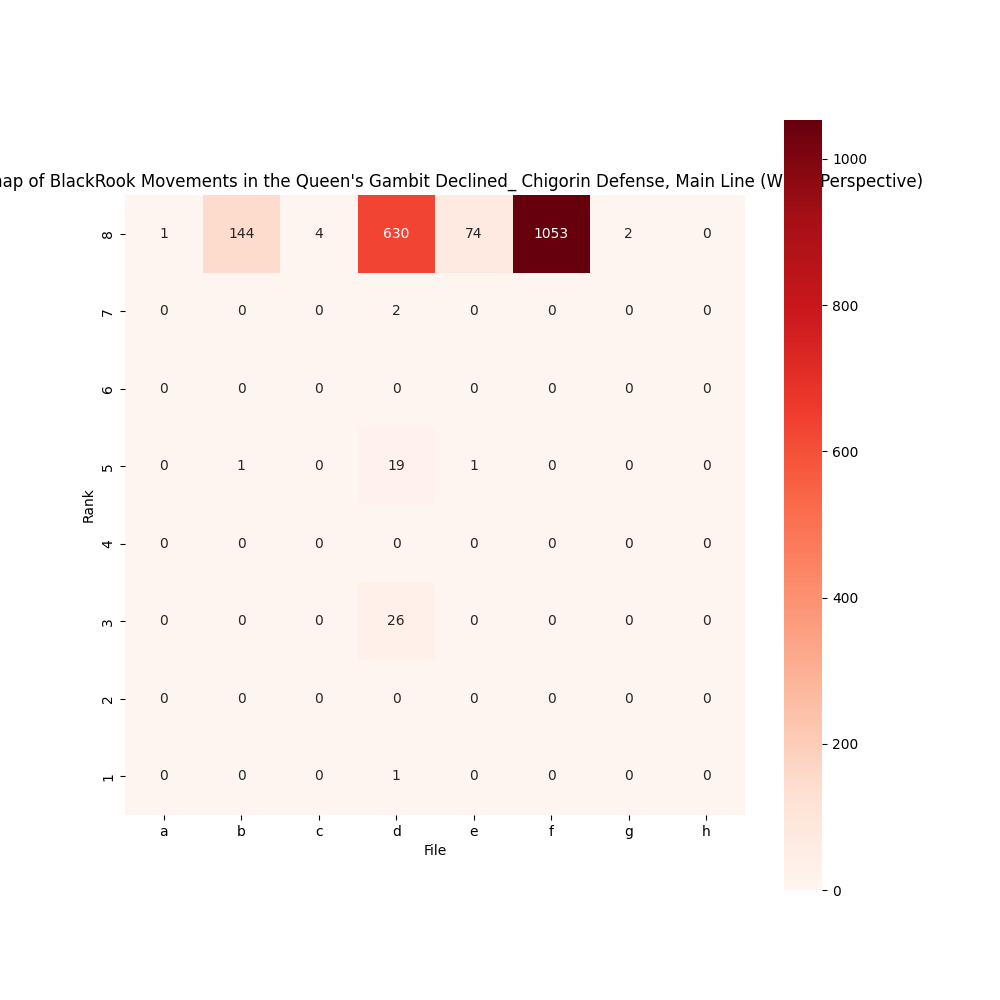 of BlackRook Movements in the Queen's Gambit Declined_ Chigorin Defense, Main Line (W Perspective)
1000
8 1 144 4 630 74 1053 2 0
7 0 0 0 2 0 0 0 0
800
6 0 0 0 0 0 0 0 0
600
5 0 1 0 19 1 0 0 0
Rank
4 0 0 0 0 0 0 0 0
400
3 0 0 0 26 0 0 0 0
2 0 0 0 0 0 0 0 0
200
1 0 0 0 1 0 0 0 0
a b c d e f g h
File
0